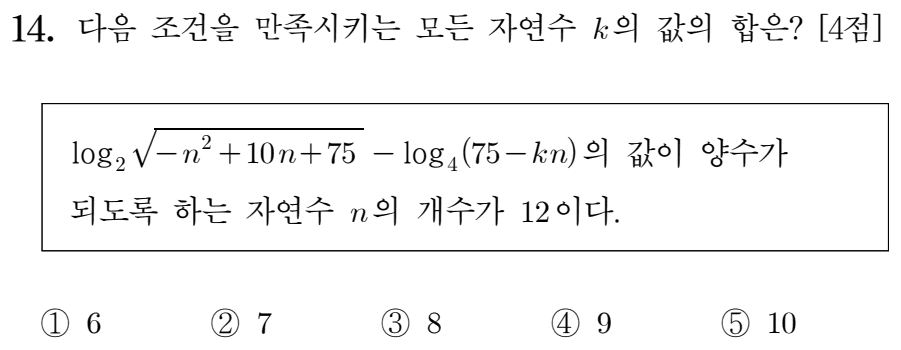 14. 다음 조건을 만족시키는 모든 자연수 k의 값의 합은? [4점]
log₂√(−n²+10n+75) − log₄(75−kn)의 값이 양수가
되도록 하는 자연수 n의 개수가 12이다.
① 6 ② 7 ③ 8 ④ 9 ⑤ 10